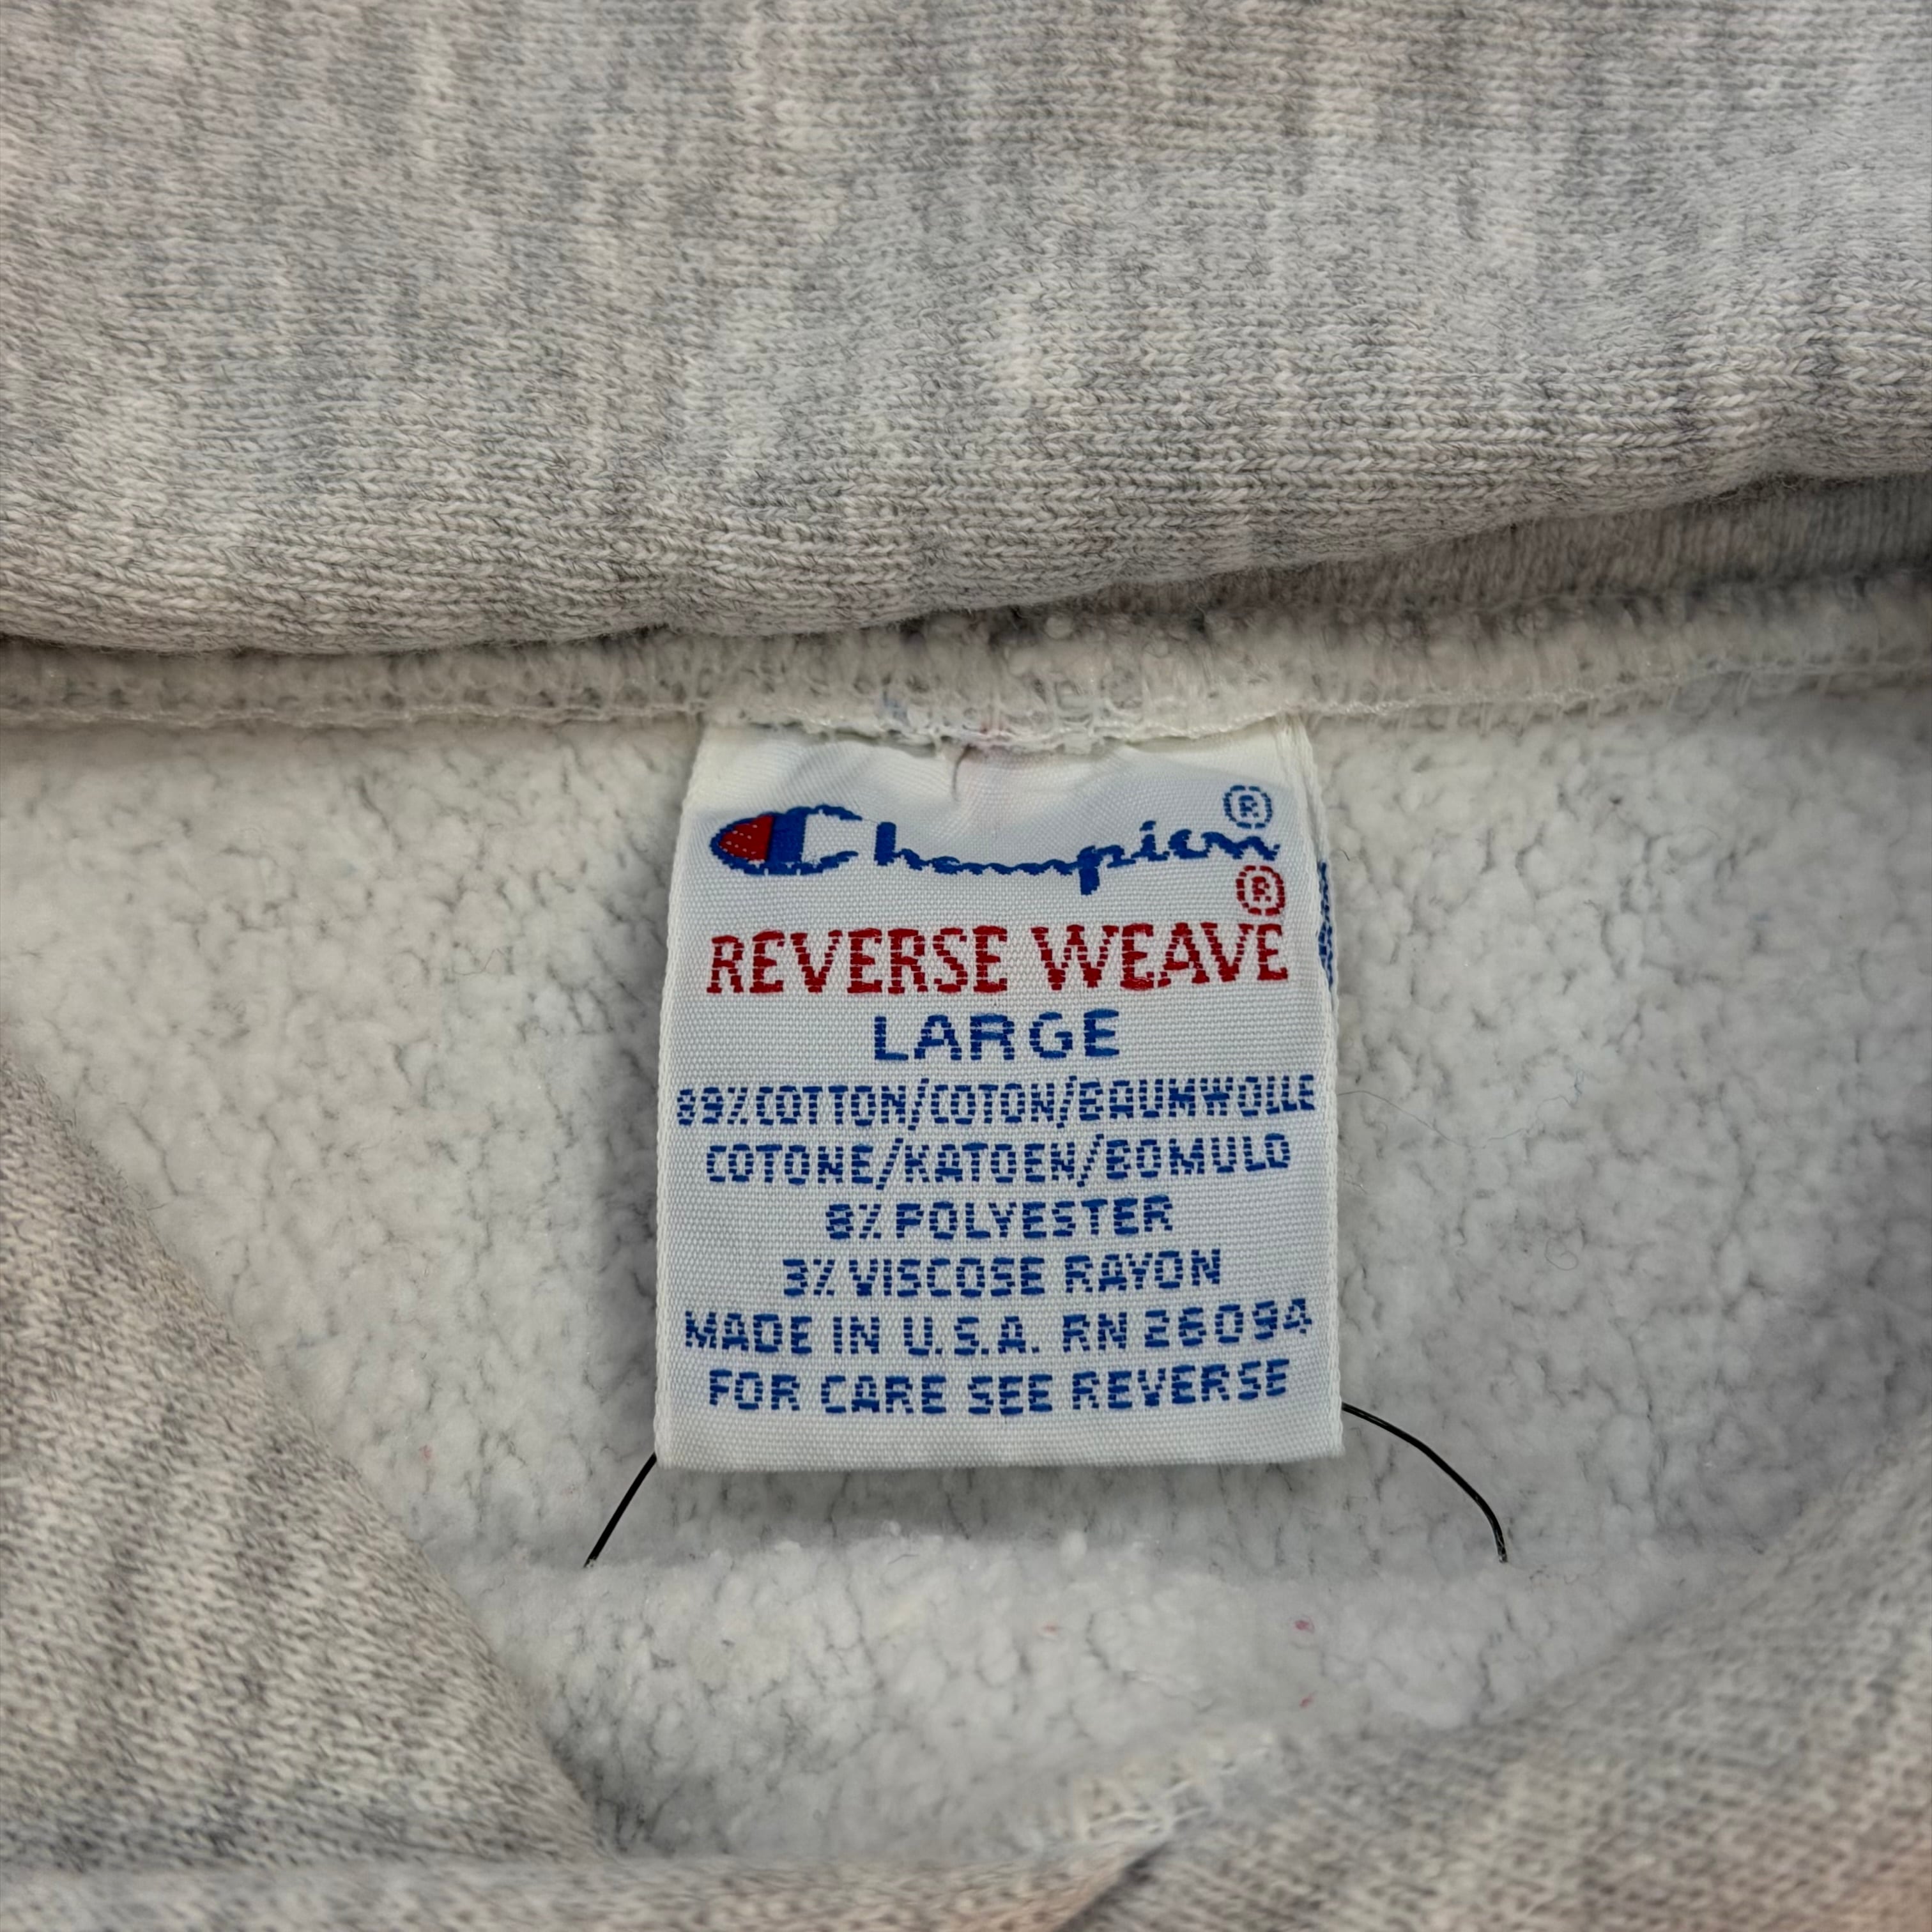 Champion®
REVERSE WEAVE®
LARGE
89% COTTON/COTON/BAUMWOLLE
COTONE/KATOEN/BOMULD
8% POLYESTER
3% VISCOSE RAYON
MADE IN U.S.A. RN 26094
FOR CARE SEE REVERSE